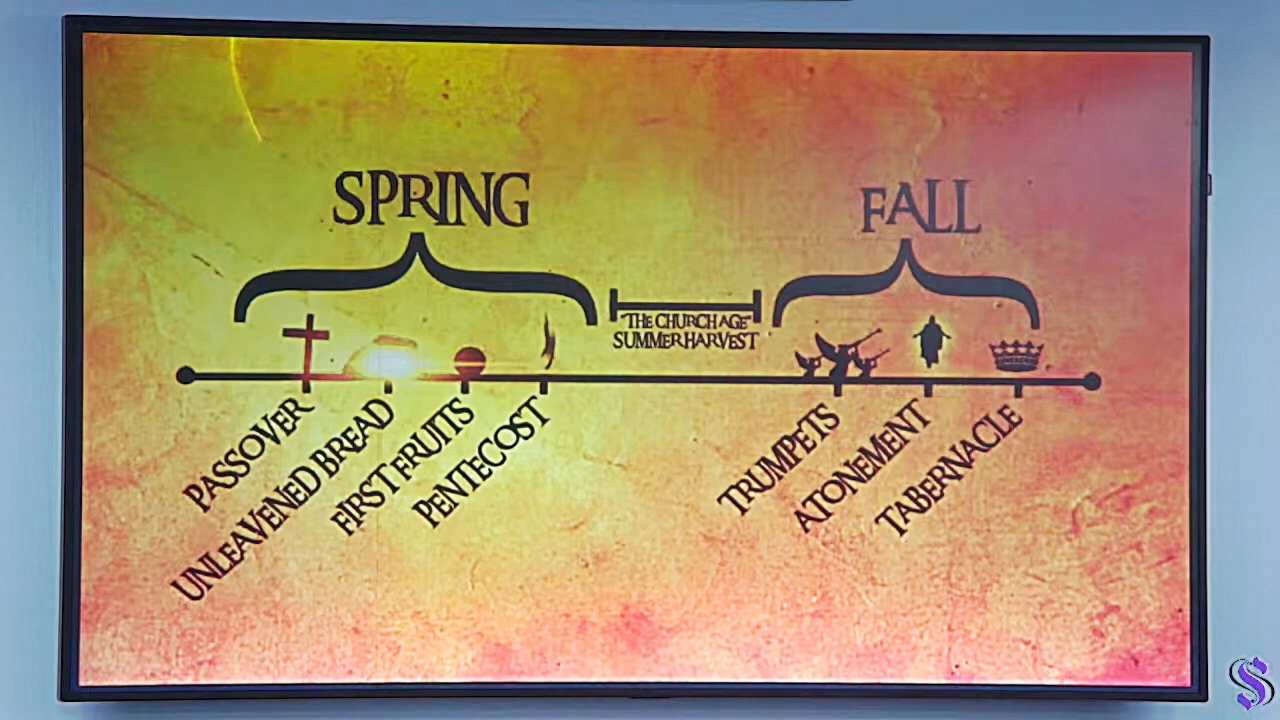 SPRING
FALL
"THE CHURCH AGE"
SUMMER HARVEST
PASSOVER
UNLEAVENED BREAD
FIRST FRUITS
PENTECOST
TRUMPETS
ATONEMENT
TABERNACLE
S